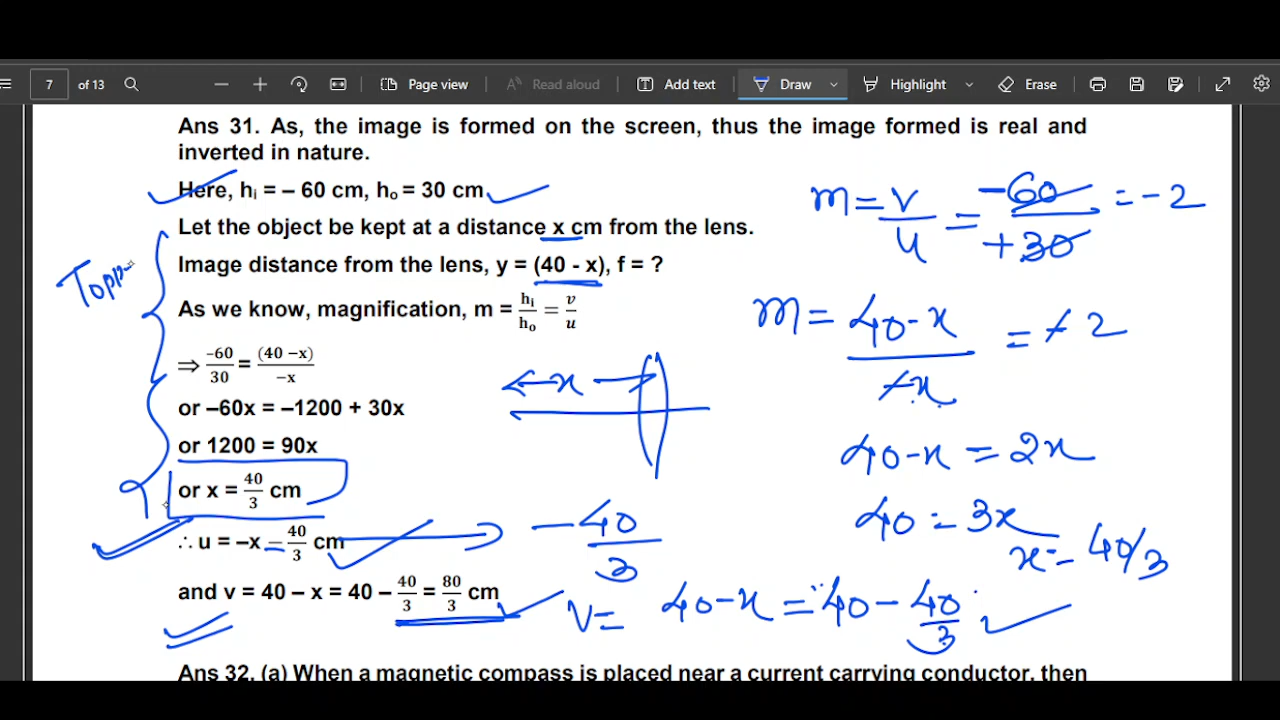 7 of 13 Page view Read aloud Add text Draw Highlight Erase
Ans 31. As, the image is formed on the screen, thus the image formed is real and
inverted in nature.
Here, hᵢ = – 60 cm, hₒ = 30 cm
Let the object be kept at a distance x cm from the lens.
Image distance from the lens, y = (40 - x), f = ?
As we know, magnification, m = hᵢ/hₒ = v/u
⇒ –60/30 = (40 –x)/–x
or –60x = –1200 + 30x
or 1200 = 90x
or x = 40/3 cm
∴ u = –x – 40/3 cm
and v = 40 – x = 40 – 40/3 = 80/3 cm
Ans 32. (a) When a magnetic compass is placed near a current carrying conductor, then
Topp
x
m = v/u = -60/+30 = -2
m = 40-x/-x = -2
40-x = 2x
40 = 3x
x = 40/3
-40/3
v = 40-x = 40 - 40/3